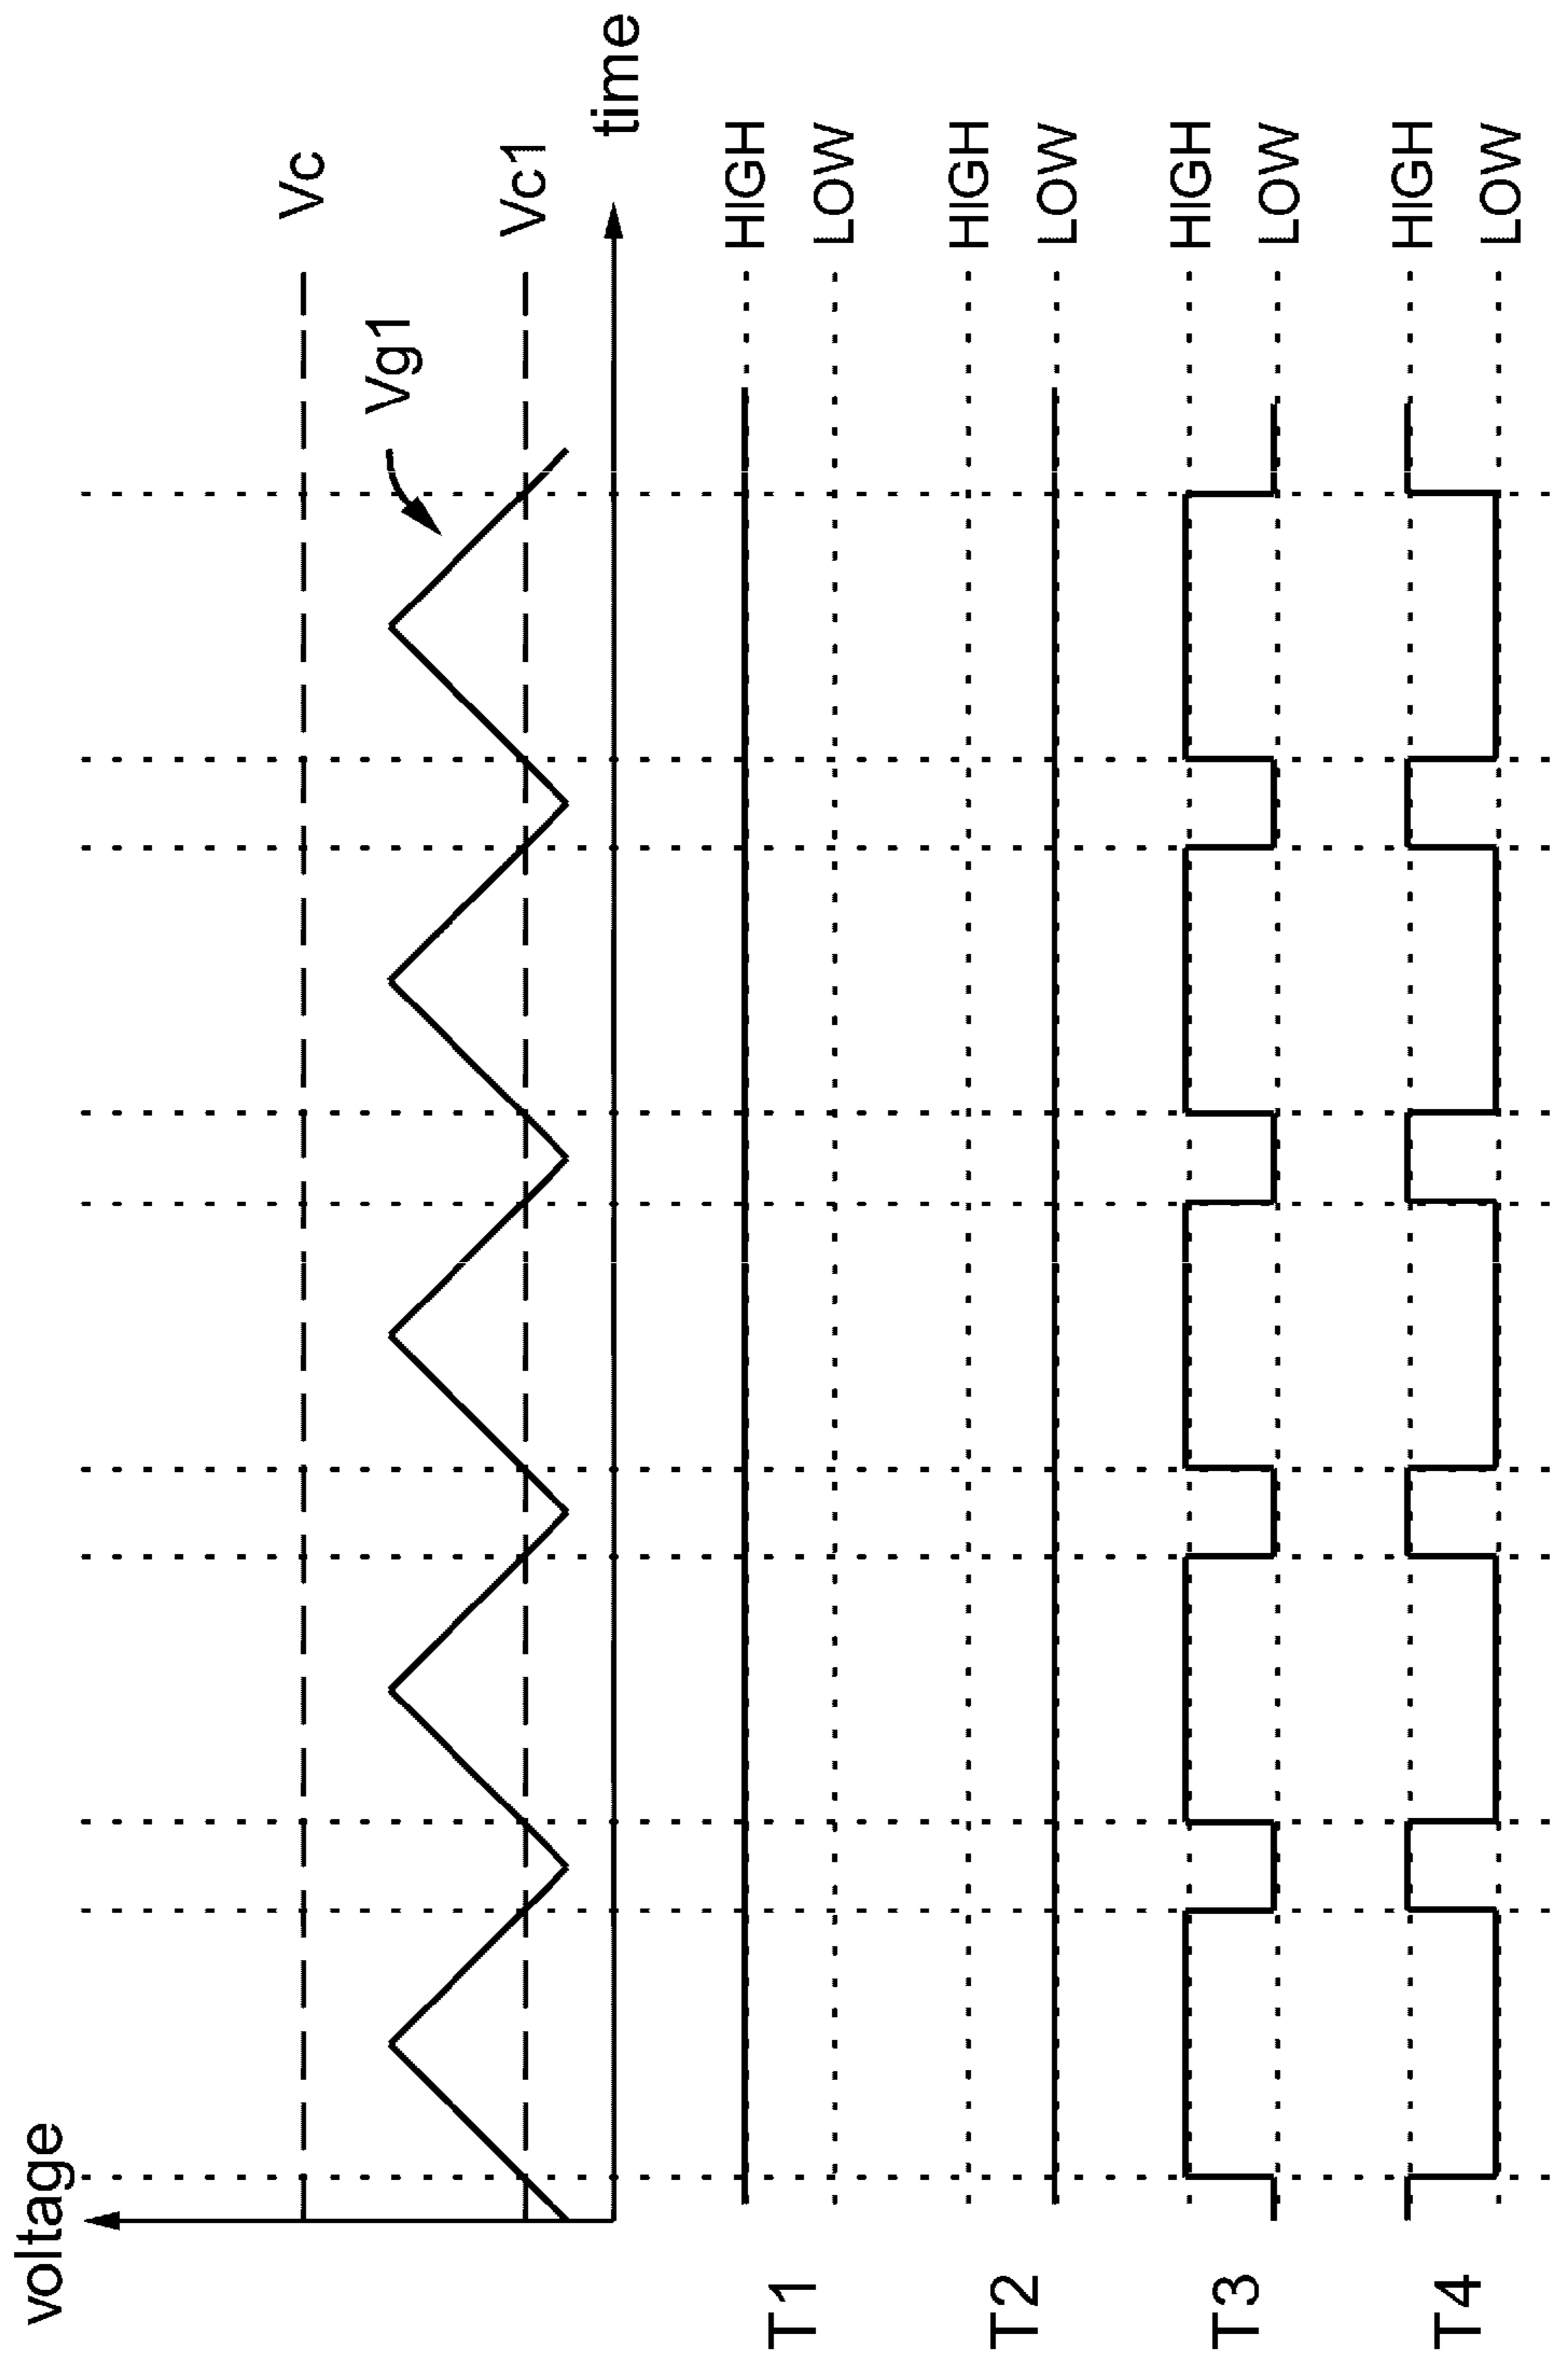 voltage
Vc
Vg1
Vc1
time
T1
HIGH
LOW
T2
HIGH
LOW
T3
HIGH
LOW
T4
HIGH
LOW